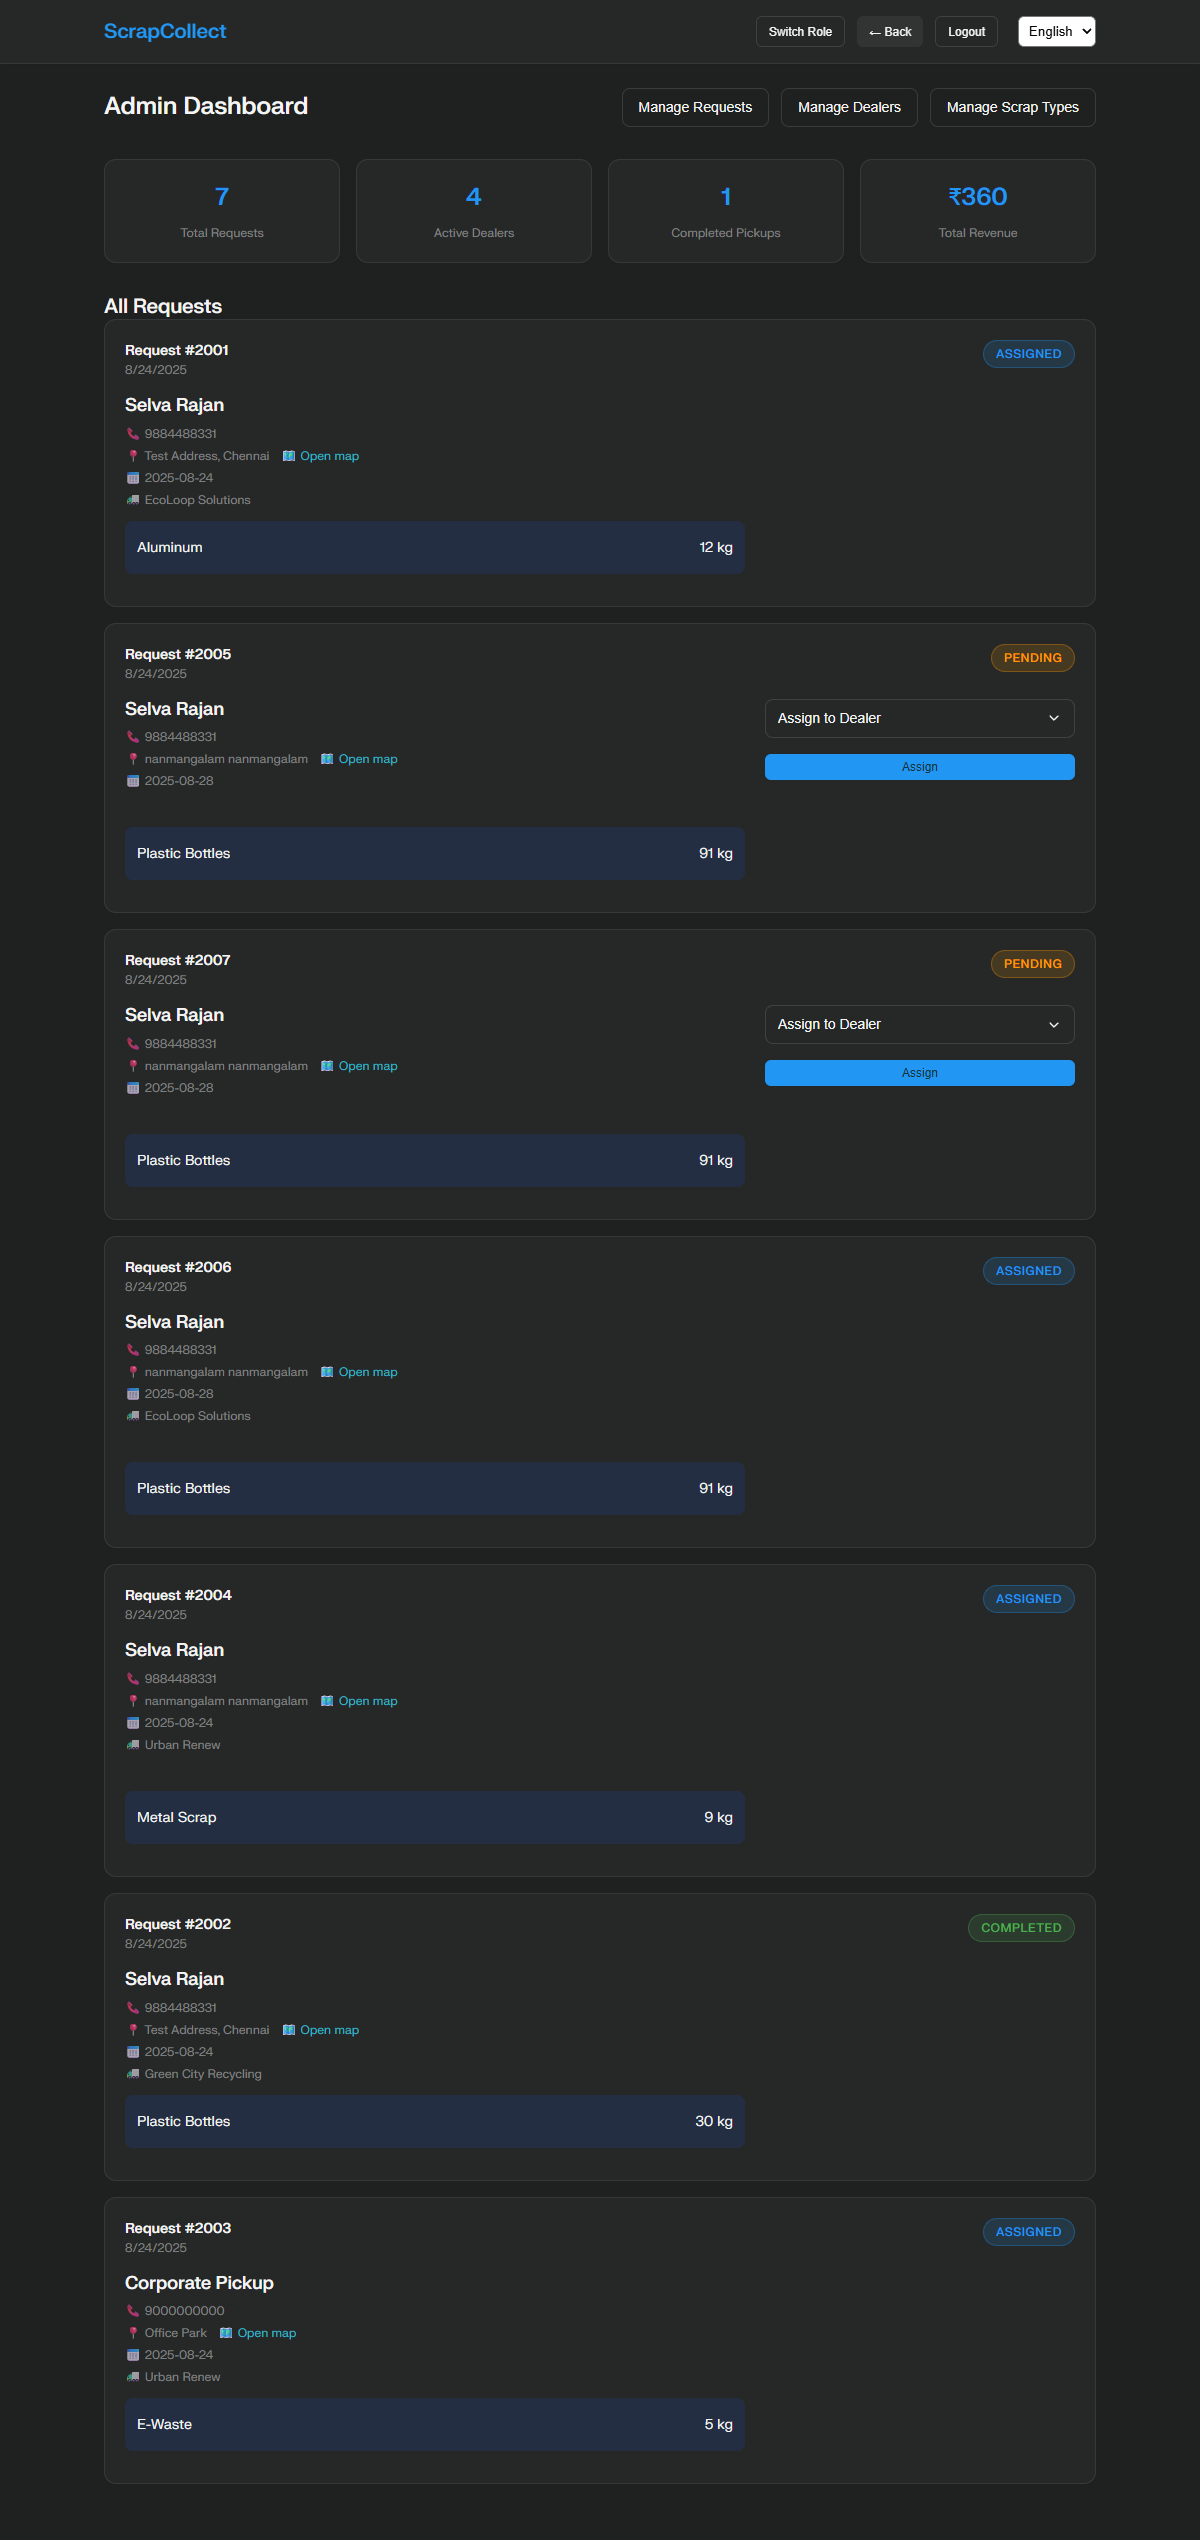 ScrapCollect
Switch Role
← Back
Logout
English
Admin Dashboard
Manage Requests
Manage Dealers
Manage Scrap Types
7
Total Requests
4
Active Dealers
1
Completed Pickups
₹360
Total Revenue
All Requests
Request #2001
ASSIGNED
8/24/2025
Selva Rajan
9884488331
Test Address, Chennai Open map
2025-08-24
EcoLoop Solutions
Aluminum 12 kg
Request #2005
PENDING
8/24/2025
Selva Rajan
Assign to Dealer
9884488331
nanmangalam nanmangalam Open map
Assign
2025-08-28
Plastic Bottles 91 kg
Request #2007
PENDING
8/24/2025
Selva Rajan
Assign to Dealer
9884488331
nanmangalam nanmangalam Open map
Assign
2025-08-28
Plastic Bottles 91 kg
Request #2006
ASSIGNED
8/24/2025
Selva Rajan
9884488331
nanmangalam nanmangalam Open map
2025-08-28
EcoLoop Solutions
Plastic Bottles 91 kg
Request #2004
ASSIGNED
8/24/2025
Selva Rajan
9884488331
nanmangalam nanmangalam Open map
2025-08-24
Urban Renew
Metal Scrap 9 kg
Request #2002
COMPLETED
8/24/2025
Selva Rajan
9884488331
Test Address, Chennai Open map
2025-08-24
Green City Recycling
Plastic Bottles 30 kg
Request #2003
ASSIGNED
8/24/2025
Corporate Pickup
9000000000
Office Park Open map
2025-08-24
Urban Renew
E-Waste 5 kg